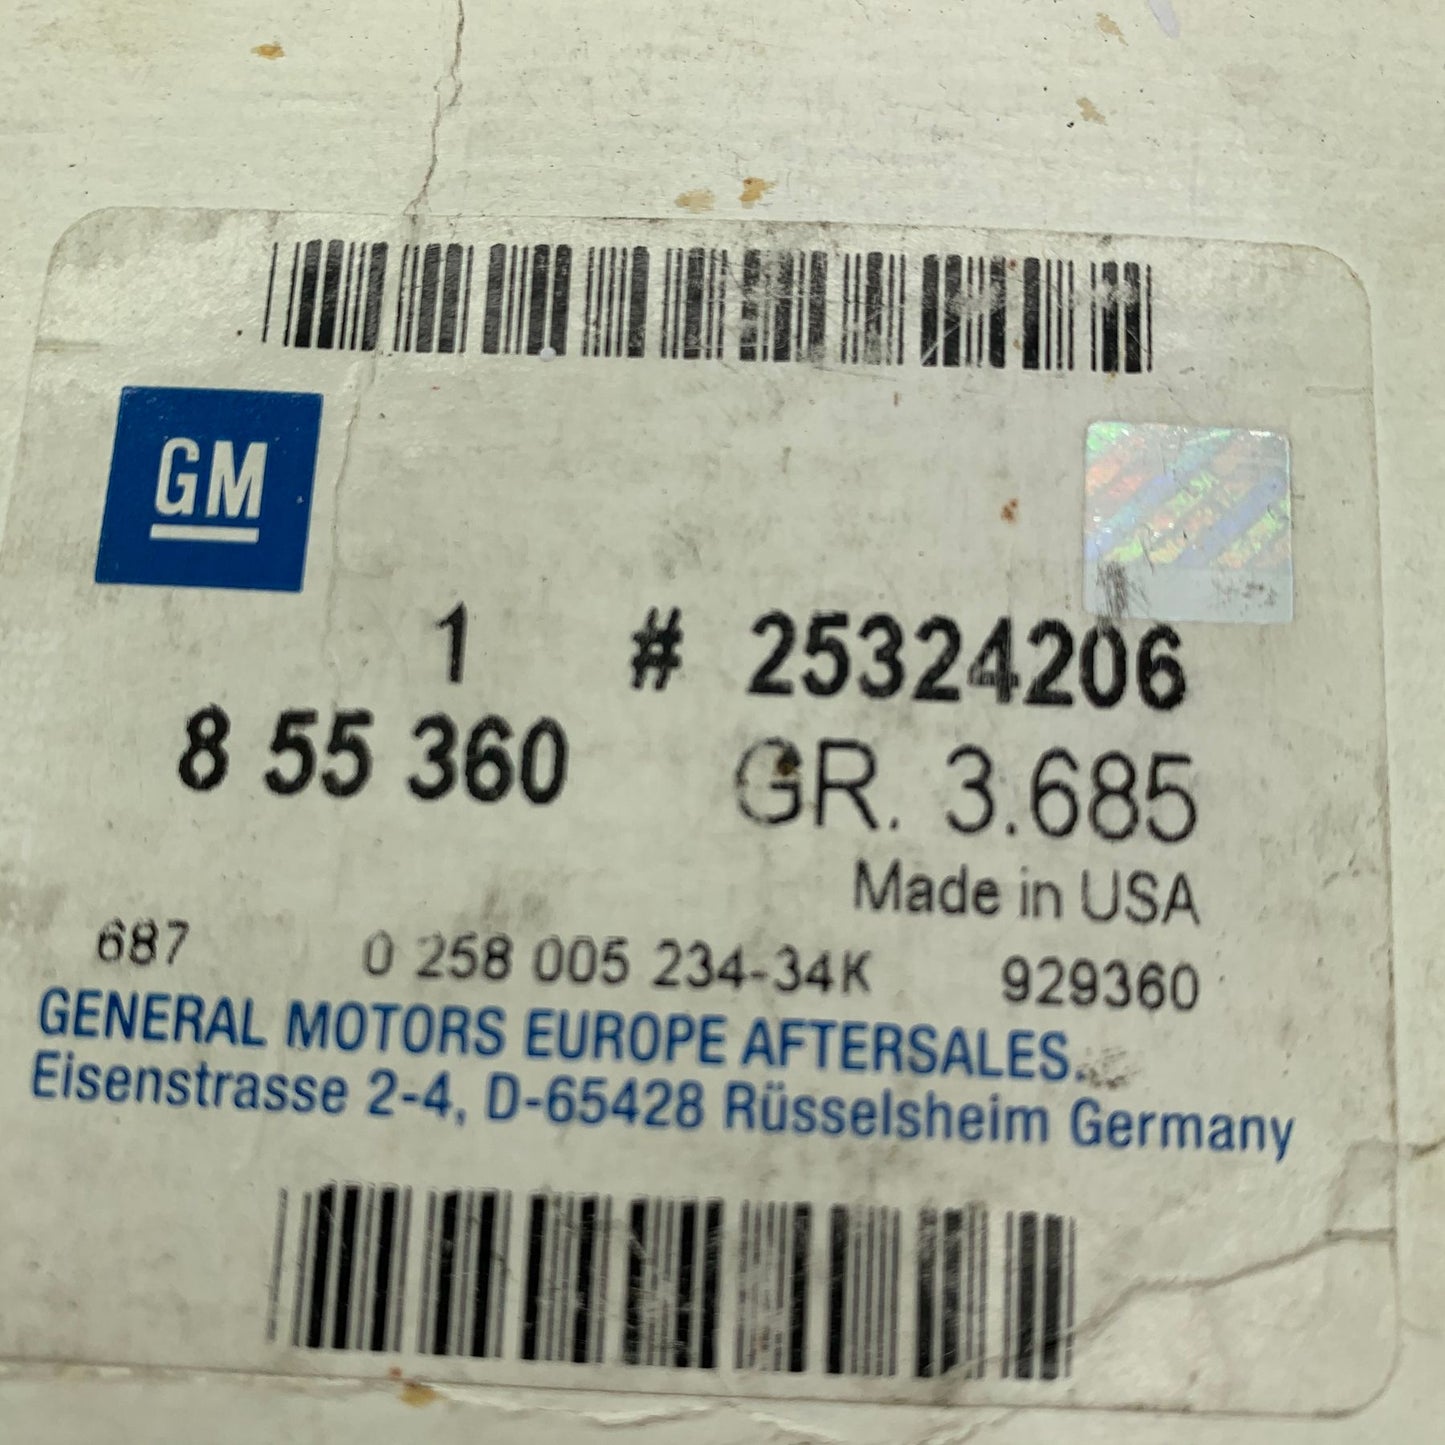 GM
1 # 25324206
8 55 360 GR. 3.685
Made in USA
687 0 258 005 234-34K 929360
GENERAL MOTORS EUROPE AFTERSALES
Eisenstrasse 2-4, D-65428 Rüsselsheim Germany